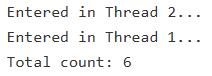 Entered in Thread 2...
Entered in Thread 1...
Total count: 6